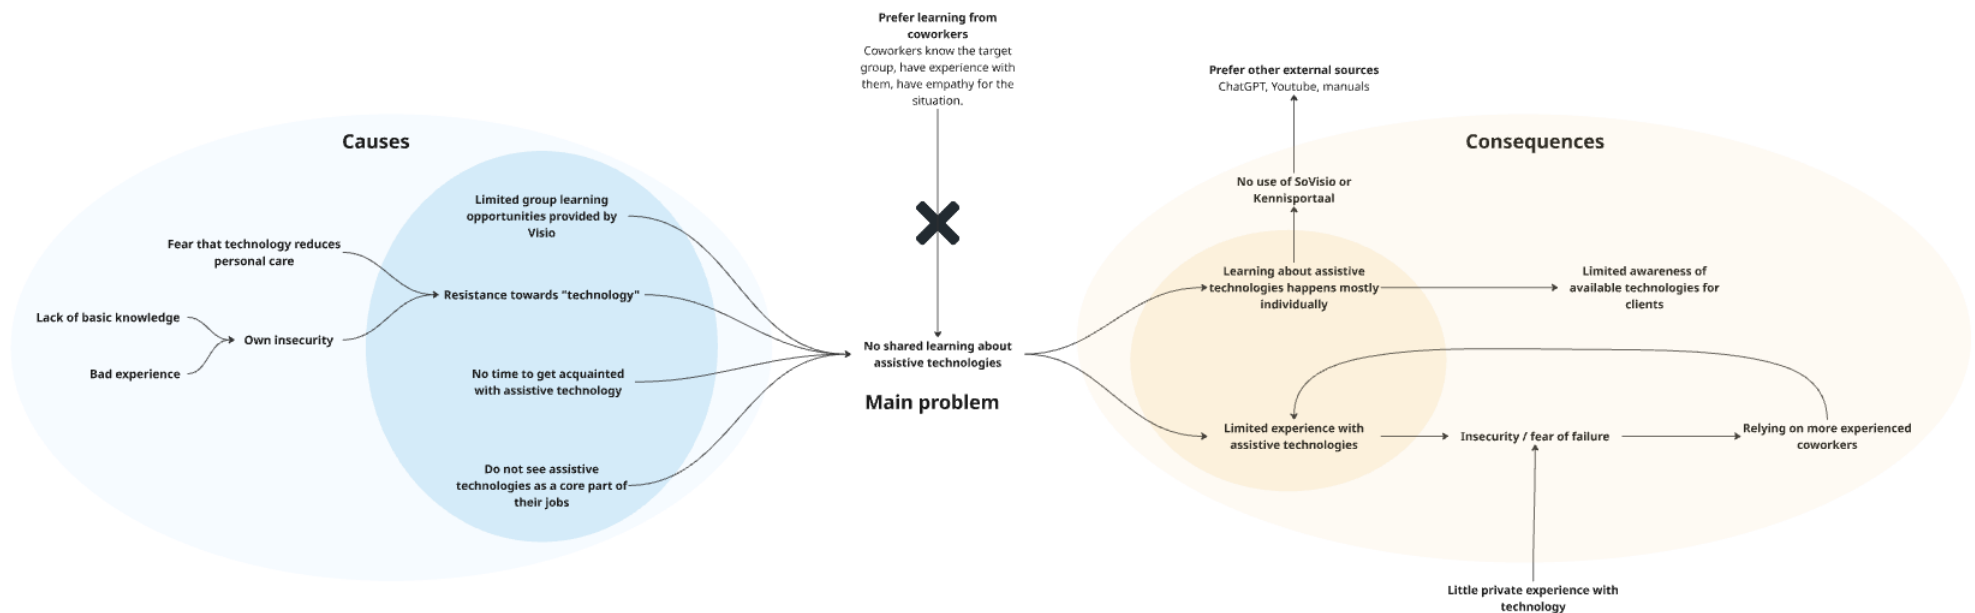 Prefer learning from
coworkers
Coworkers know the target
group, have experience with
them, have empathy for the
situation.
Prefer other external sources
ChatGPT, Youtube, manuals
Causes
Consequences
No use of SoVisio or
Kennisportaal
Limited group learning
opportunities provided by
Visio
Fear that technology reduces
personal care
Resistance towards "technology"
Lack of basic knowledge
Own insecurity
Bad experience
No time to get acquainted
with assistive technology
Do not see assistive
technologies as a core part of
their jobs
No shared learning about
assistive technologies
Main problem
Learning about assistive
technologies happens mostly
individually
Limited awareness of
available technologies for
clients
Limited experience with
assistive technologies
Insecurity / fear of failure
Relying on more experienced
coworkers
Little private experience with
technology